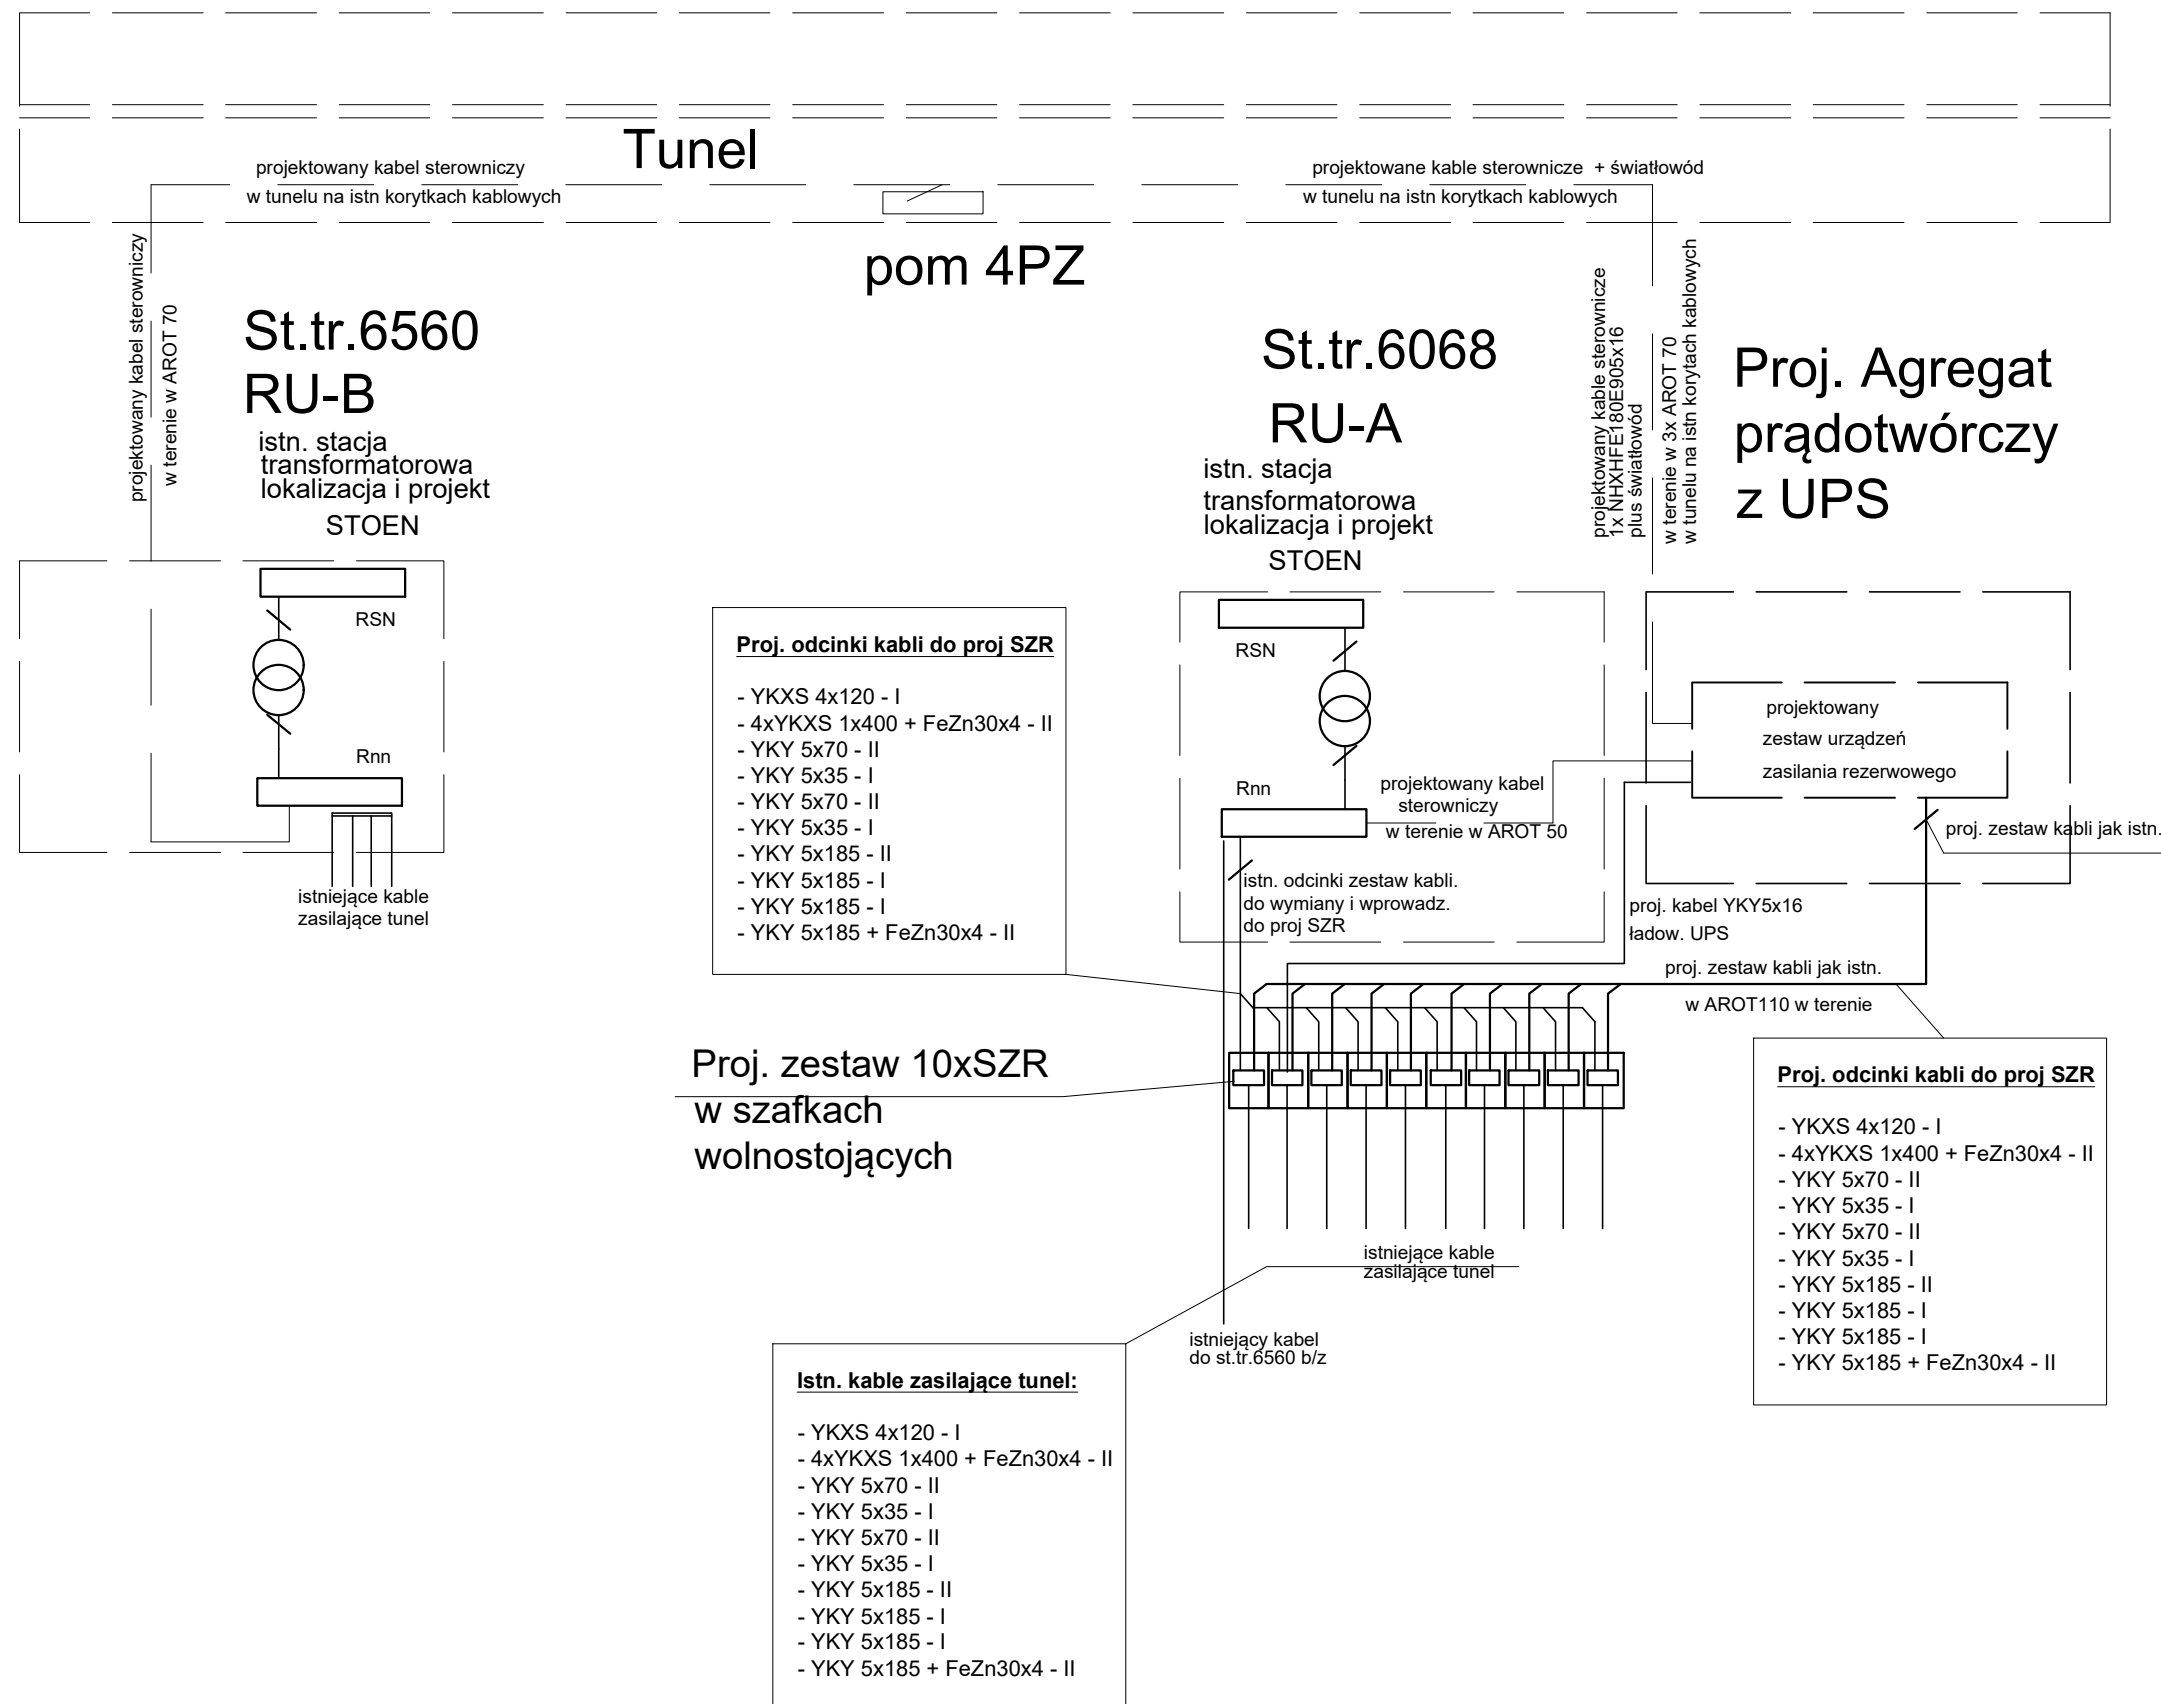 Tunel
projektowany kabel sterowniczy
w tunelu na istn korytkach kablowych
projektowane kable sterownicze + światłowód
w tunelu na istn korytkach kablowych
pom 4PZ
projektowany kabel sterowniczy
w terenie w AROT 70
St.tr.6560
RU-B
istn. stacja
transformatorowa
lokalizacja i projekt
STOEN
RSN
Rnn
istniejące kable
zasilające tunel
St.tr.6068
RU-A
istn. stacja
transformatorowa
lokalizacja i projekt
STOEN
RSN
Rnn
projektowany kabel
sterowniczy
w terenie w AROT 50
istn. odcinki zestaw kabli.
do wymiany i wprowadz.
do proj SZR
projektowany kable sterownicze
1x NHXHFE180E905x16
plus światłowód
w terenie w 3x AROT 70
w tunelu na istn korytach kablowych
Proj. Agregat
prądotwórczy
z UPS
projektowany
zestaw urządzeń
zasilania rezerwowego
proj. zestaw kabli jak istn.
proj. kabel YKY5x16
ładow. UPS
proj. zestaw kabli jak istn.
w AROT110 w terenie
Proj. odcinki kabli do proj SZR
- YKXS 4x120 - I
- 4xYKXS 1x400 + FeZn30x4 - II
- YKY 5x70 - II
- YKY 5x35 - I
- YKY 5x70 - II
- YKY 5x35 - I
- YKY 5x185 - II
- YKY 5x185 - I
- YKY 5x185 - I
- YKY 5x185 + FeZn30x4 - II
Proj. zestaw 10xSZR
w szafkach
wolnostojących
Proj. odcinki kabli do proj SZR
- YKXS 4x120 - I
- 4xYKXS 1x400 + FeZn30x4 - II
- YKY 5x70 - II
- YKY 5x35 - I
- YKY 5x70 - II
- YKY 5x35 - I
- YKY 5x185 - II
- YKY 5x185 - I
- YKY 5x185 - I
- YKY 5x185 + FeZn30x4 - II
istniejące kable
zasilające tunel
istniejący kabel
do st.tr.6560 b/z
Istn. kable zasilające tunel:
- YKXS 4x120 - I
- 4xYKXS 1x400 + FeZn30x4 - II
- YKY 5x70 - II
- YKY 5x35 - I
- YKY 5x70 - II
- YKY 5x35 - I
- YKY 5x185 - II
- YKY 5x185 - I
- YKY 5x185 - I
- YKY 5x185 + FeZn30x4 - II